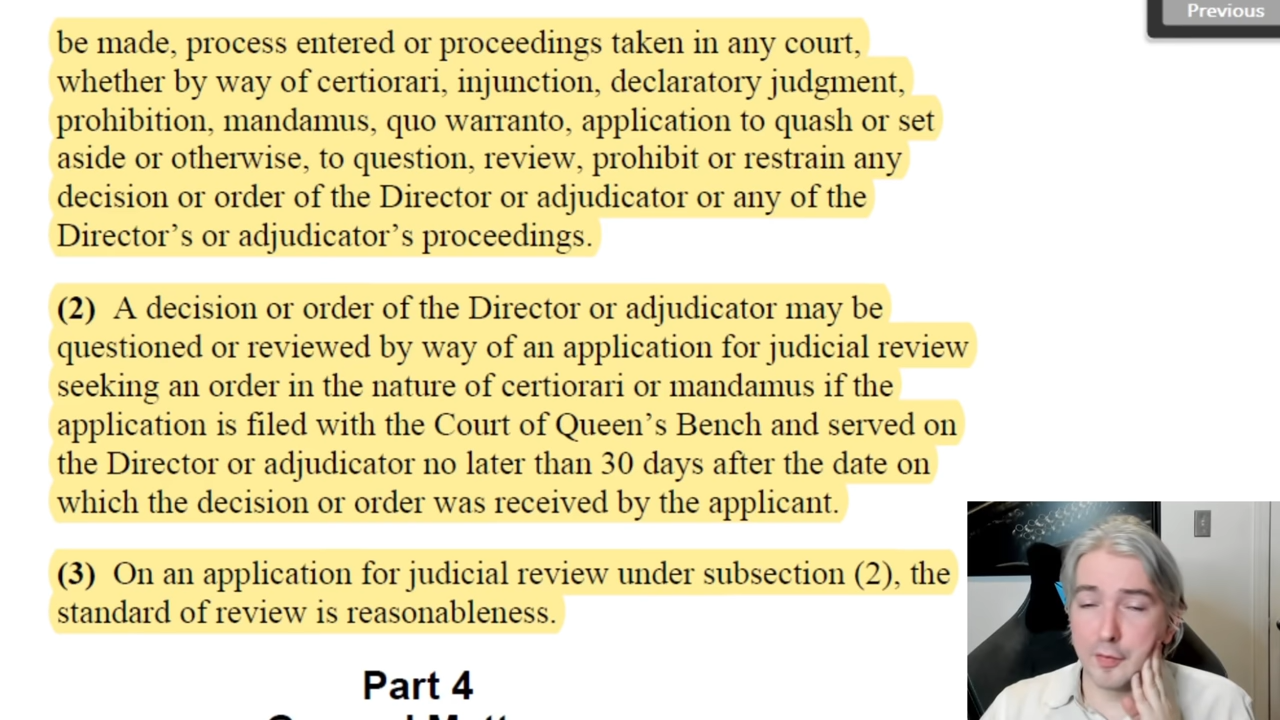 Previous
be made, process entered or proceedings taken in any court,
whether by way of certiorari, injunction, declaratory judgment,
prohibition, mandamus, quo warranto, application to quash or set
aside or otherwise, to question, review, prohibit or restrain any
decision or order of the Director or adjudicator or any of the
Director’s or adjudicator’s proceedings.
(2) A decision or order of the Director or adjudicator may be
questioned or reviewed by way of an application for judicial review
seeking an order in the nature of certiorari or mandamus if the
application is filed with the Court of Queen’s Bench and served on
the Director or adjudicator no later than 30 days after the date on
which the decision or order was received by the applicant.
(3) On an application for judicial review under subsection (2), the
standard of review is reasonableness.
Part 4